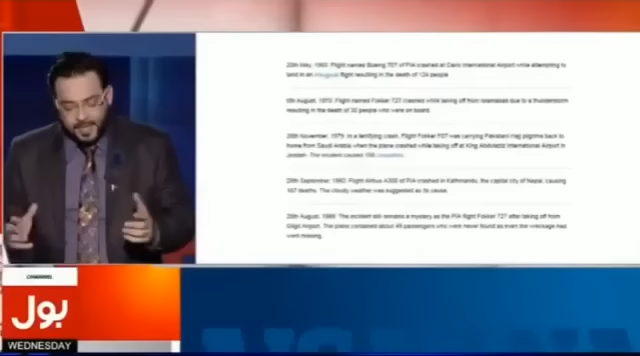 20th May, 1965: Flight names Boeing 707 of PIA crashed at Cairo International Airport while attempting to
land in an flight resulting in the death of 124 people.
6th August, 1970: Flight named Fokker F27 crashed while taking off from Islamabad due to a thunderstorm
resulting in the death of 30 people who were on board.
26th November, 1979: In a terrifying crash, Flight Fokker 707 was carrying Pakistani Hajj pilgrims back to
home from Saudi Arabia when the plane crashed while taking off at King Abdulaziz International Airport in
Jeddah. The incident caused 156
28th September, 1992: Flight Airbus A300 of PIA crashed in Kathmandu, the capital city of Nepal, causing
167 deaths. The cloudy weather was suggested as its cause.
25th August, 1989: The incident still remains a mystery as the PIA flight Fokker F27 after taking off from
Gilgit Airport. The plane contained about 49 passengers who were never found as even the wreckage had
went missing.
CHANNEL
بول
WEDNESDAY